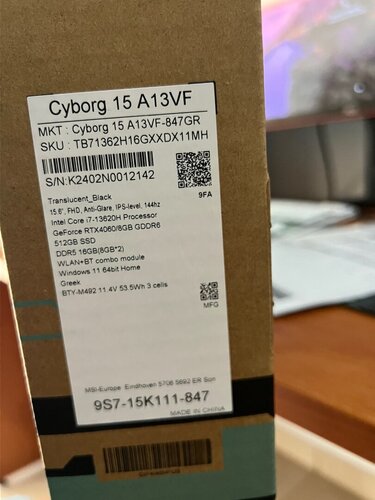 Cyborg 15 A13VF
MKT : Cyborg 15 A13VF-847GR
SKU : TB71362H16GXXDX11MH
S/N:K2402N0012142
9FA
Translucent_Black
15.6", FHD, Anti-Glare, IPS-level, 144hz
Intel Core i7-13620H Processor
GeForce RTX4060/8GB GDDR6
512GB SSD
DDR5 16GB(8GB*2)
WLAN+BT combo module
Windows 11 64bit Home
Greek
BTY-M492 11.4V 53.5Wh 3 cells
MFG
MSI-Europe Eindhoven 5706 5692 ER Son
9S7-15K111-847
MADE IN CHINA